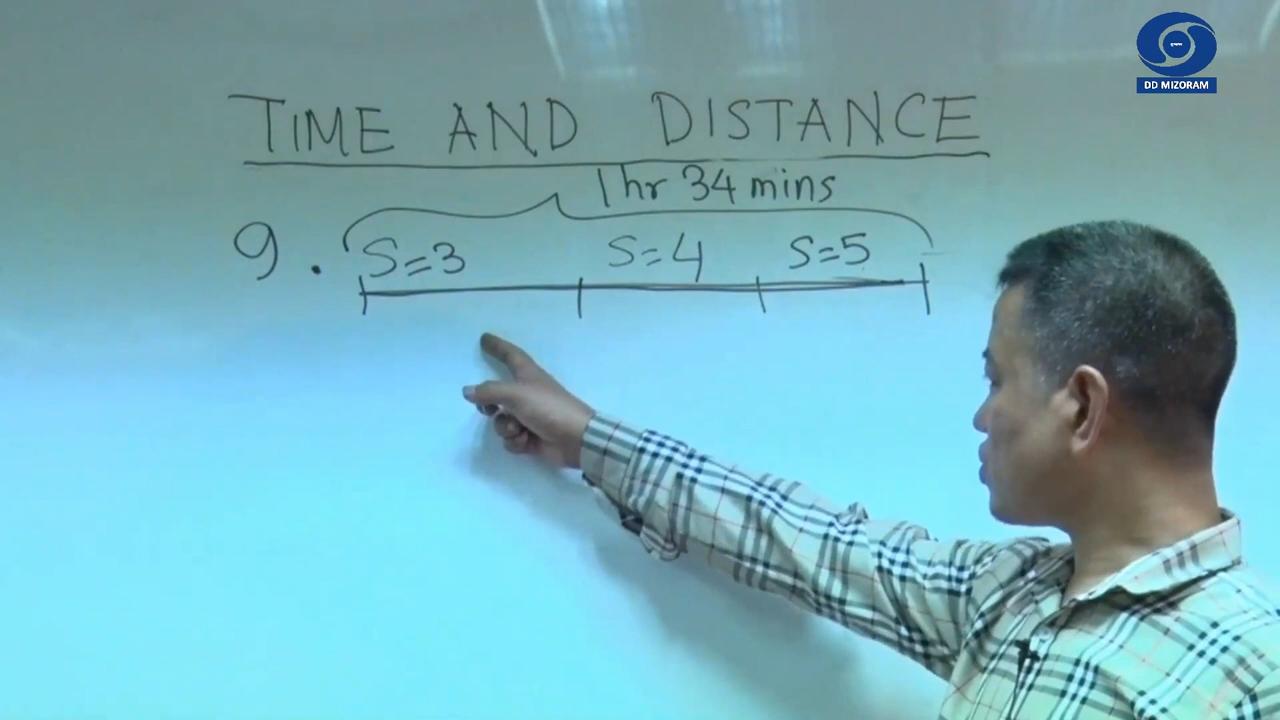 DD MIZORAM
TIME AND DISTANCE
1 hr 34 mins
9. S=3 S=4 S=5